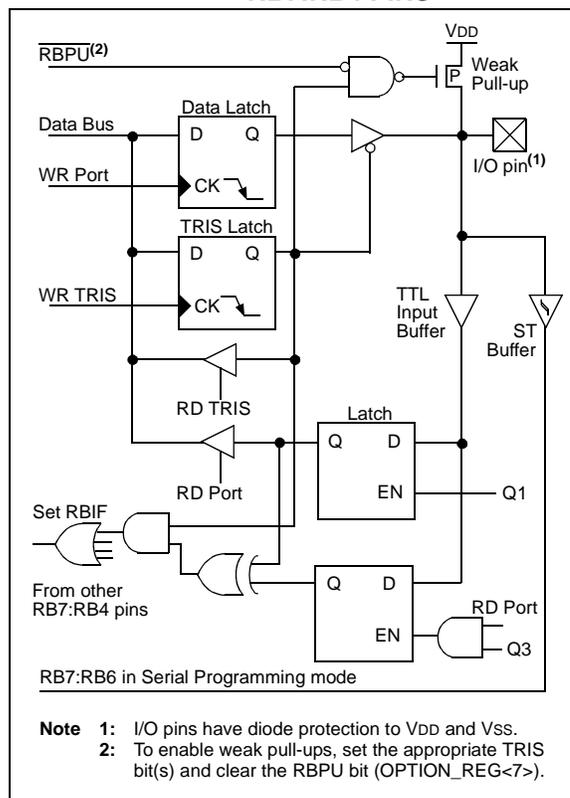 VDD
RBPU(2)
Weak
Pull-up
P
Data Latch
Data Bus
D Q
I/O pin(1)
WR Port
CK
TRIS Latch
D Q
WR TRIS
CK
TTL
Input
Buffer
ST
Buffer
RD TRIS
Latch
Q D
RD Port
EN
Q1
Set RBIF
From other
RB7:RB4 pins
Q D
RD Port
EN
Q3
RB7:RB6 in Serial Programming mode
Note 1: I/O pins have diode protection to VDD and VSS.
2: To enable weak pull-ups, set the appropriate TRIS
bit(s) and clear the RBPU bit (OPTION_REG<7>).